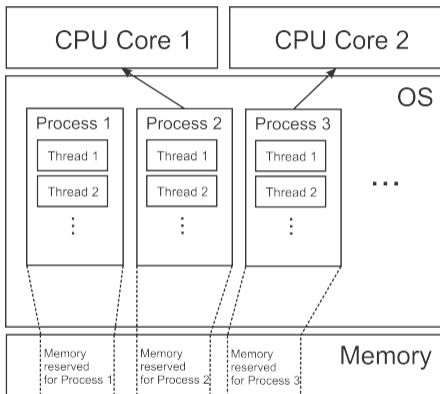 CPU Core 1
CPU Core 2
OS
Process 1
Thread 1
Thread 2
Process 2
Thread 1
Thread 2
Process 3
Thread 1
Thread 2
...
Memory
reserved
for Process 1
Memory
reserved
for Process 2
Memory
reserved
for Process 3
Memory